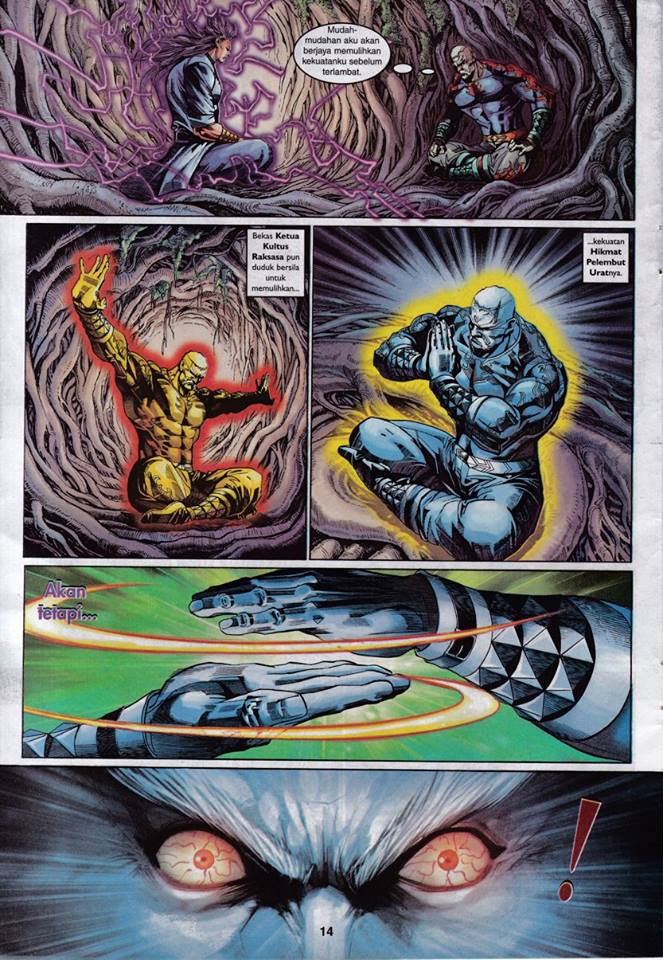 Mudah-
mudahan aku akan
berjaya memulihkan
kekuatanku sebelum
terlambat.
Bekas Ketua
Kultus
Raksasa pun
duduk bersila
untuk
memulihkan...
...kekuatan
Hikmat
Pelembut
Uratnya.
Akan
tetapi...
!
14